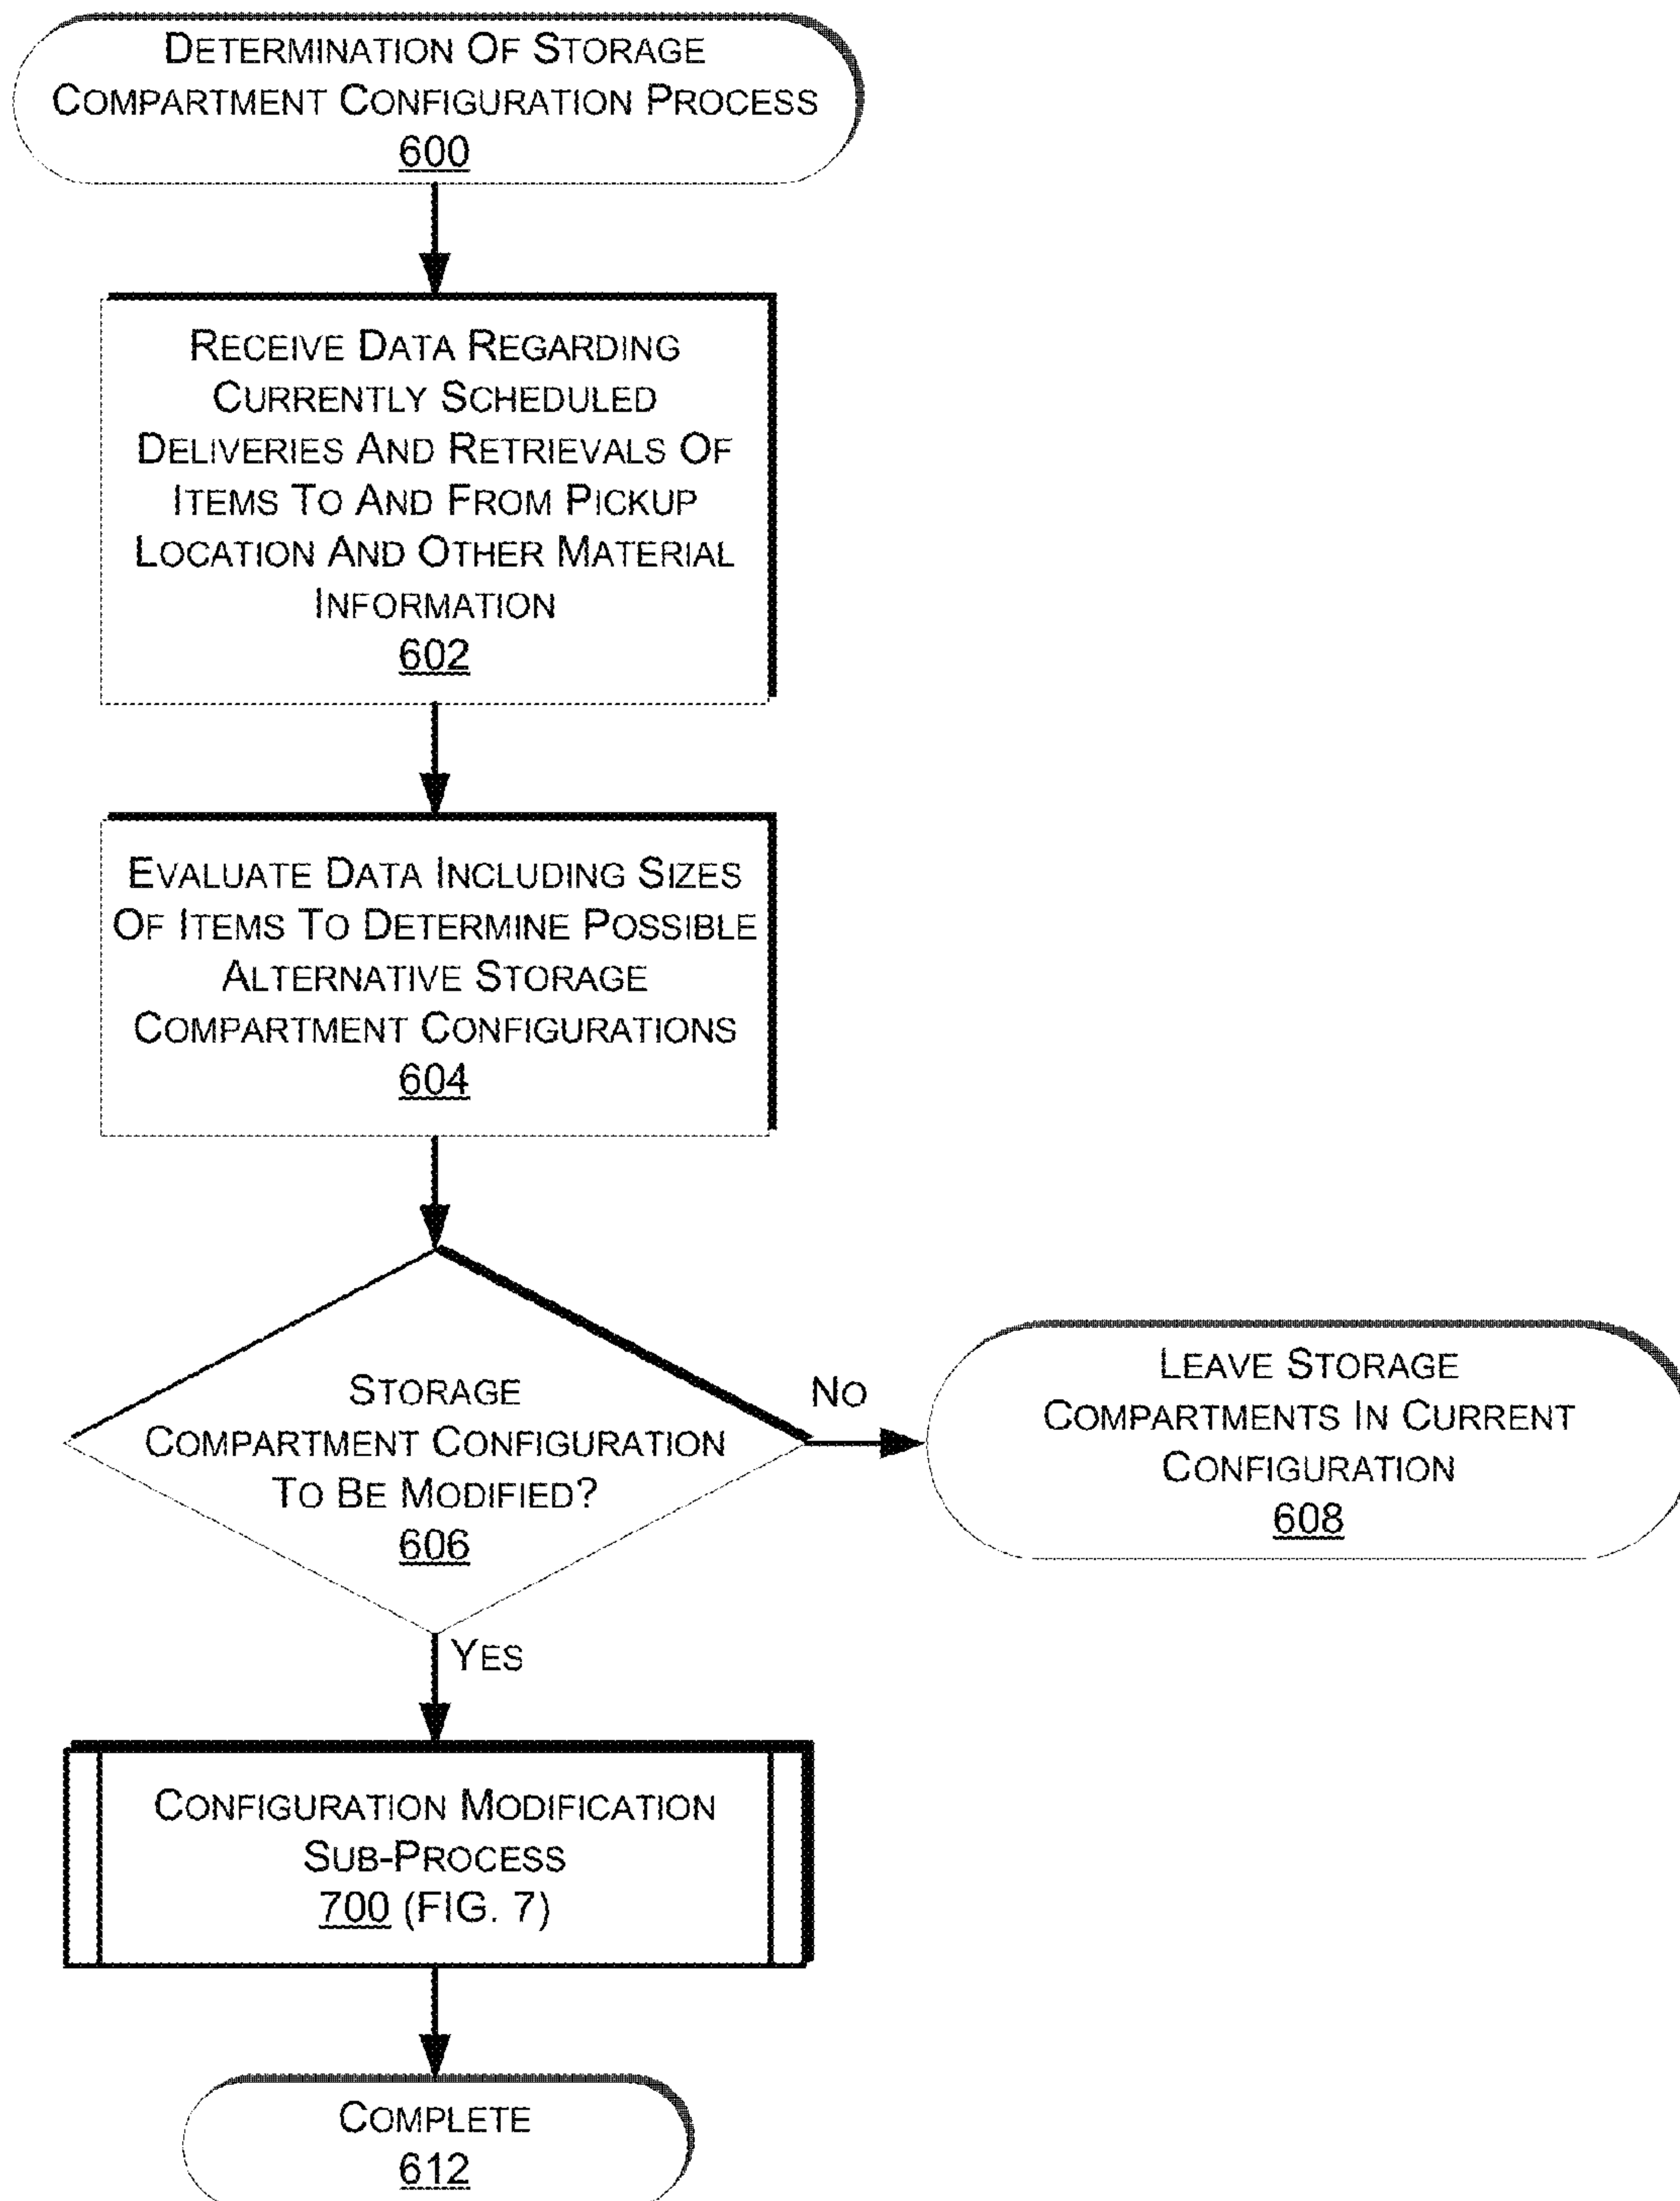 DETERMINATION OF STORAGE
COMPARTMENT CONFIGURATION PROCESS
600
RECEIVE DATA REGARDING
CURRENTLY SCHEDULED
DELIVERIES AND RETRIEVALS OF
ITEMS TO AND FROM PICKUP
LOCATION AND OTHER MATERIAL
INFORMATION
602
EVALUATE DATA INCLUDING SIZES
OF ITEMS TO DETERMINE POSSIBLE
ALTERNATIVE STORAGE
COMPARTMENT CONFIGURATIONS
604
STORAGE
COMPARTMENT CONFIGURATION
TO BE MODIFIED?
606
NO
LEAVE STORAGE
COMPARTMENTS IN CURRENT
CONFIGURATION
608
YES
CONFIGURATION MODIFICATION
SUB-PROCESS
700 (FIG. 7)
COMPLETE
612